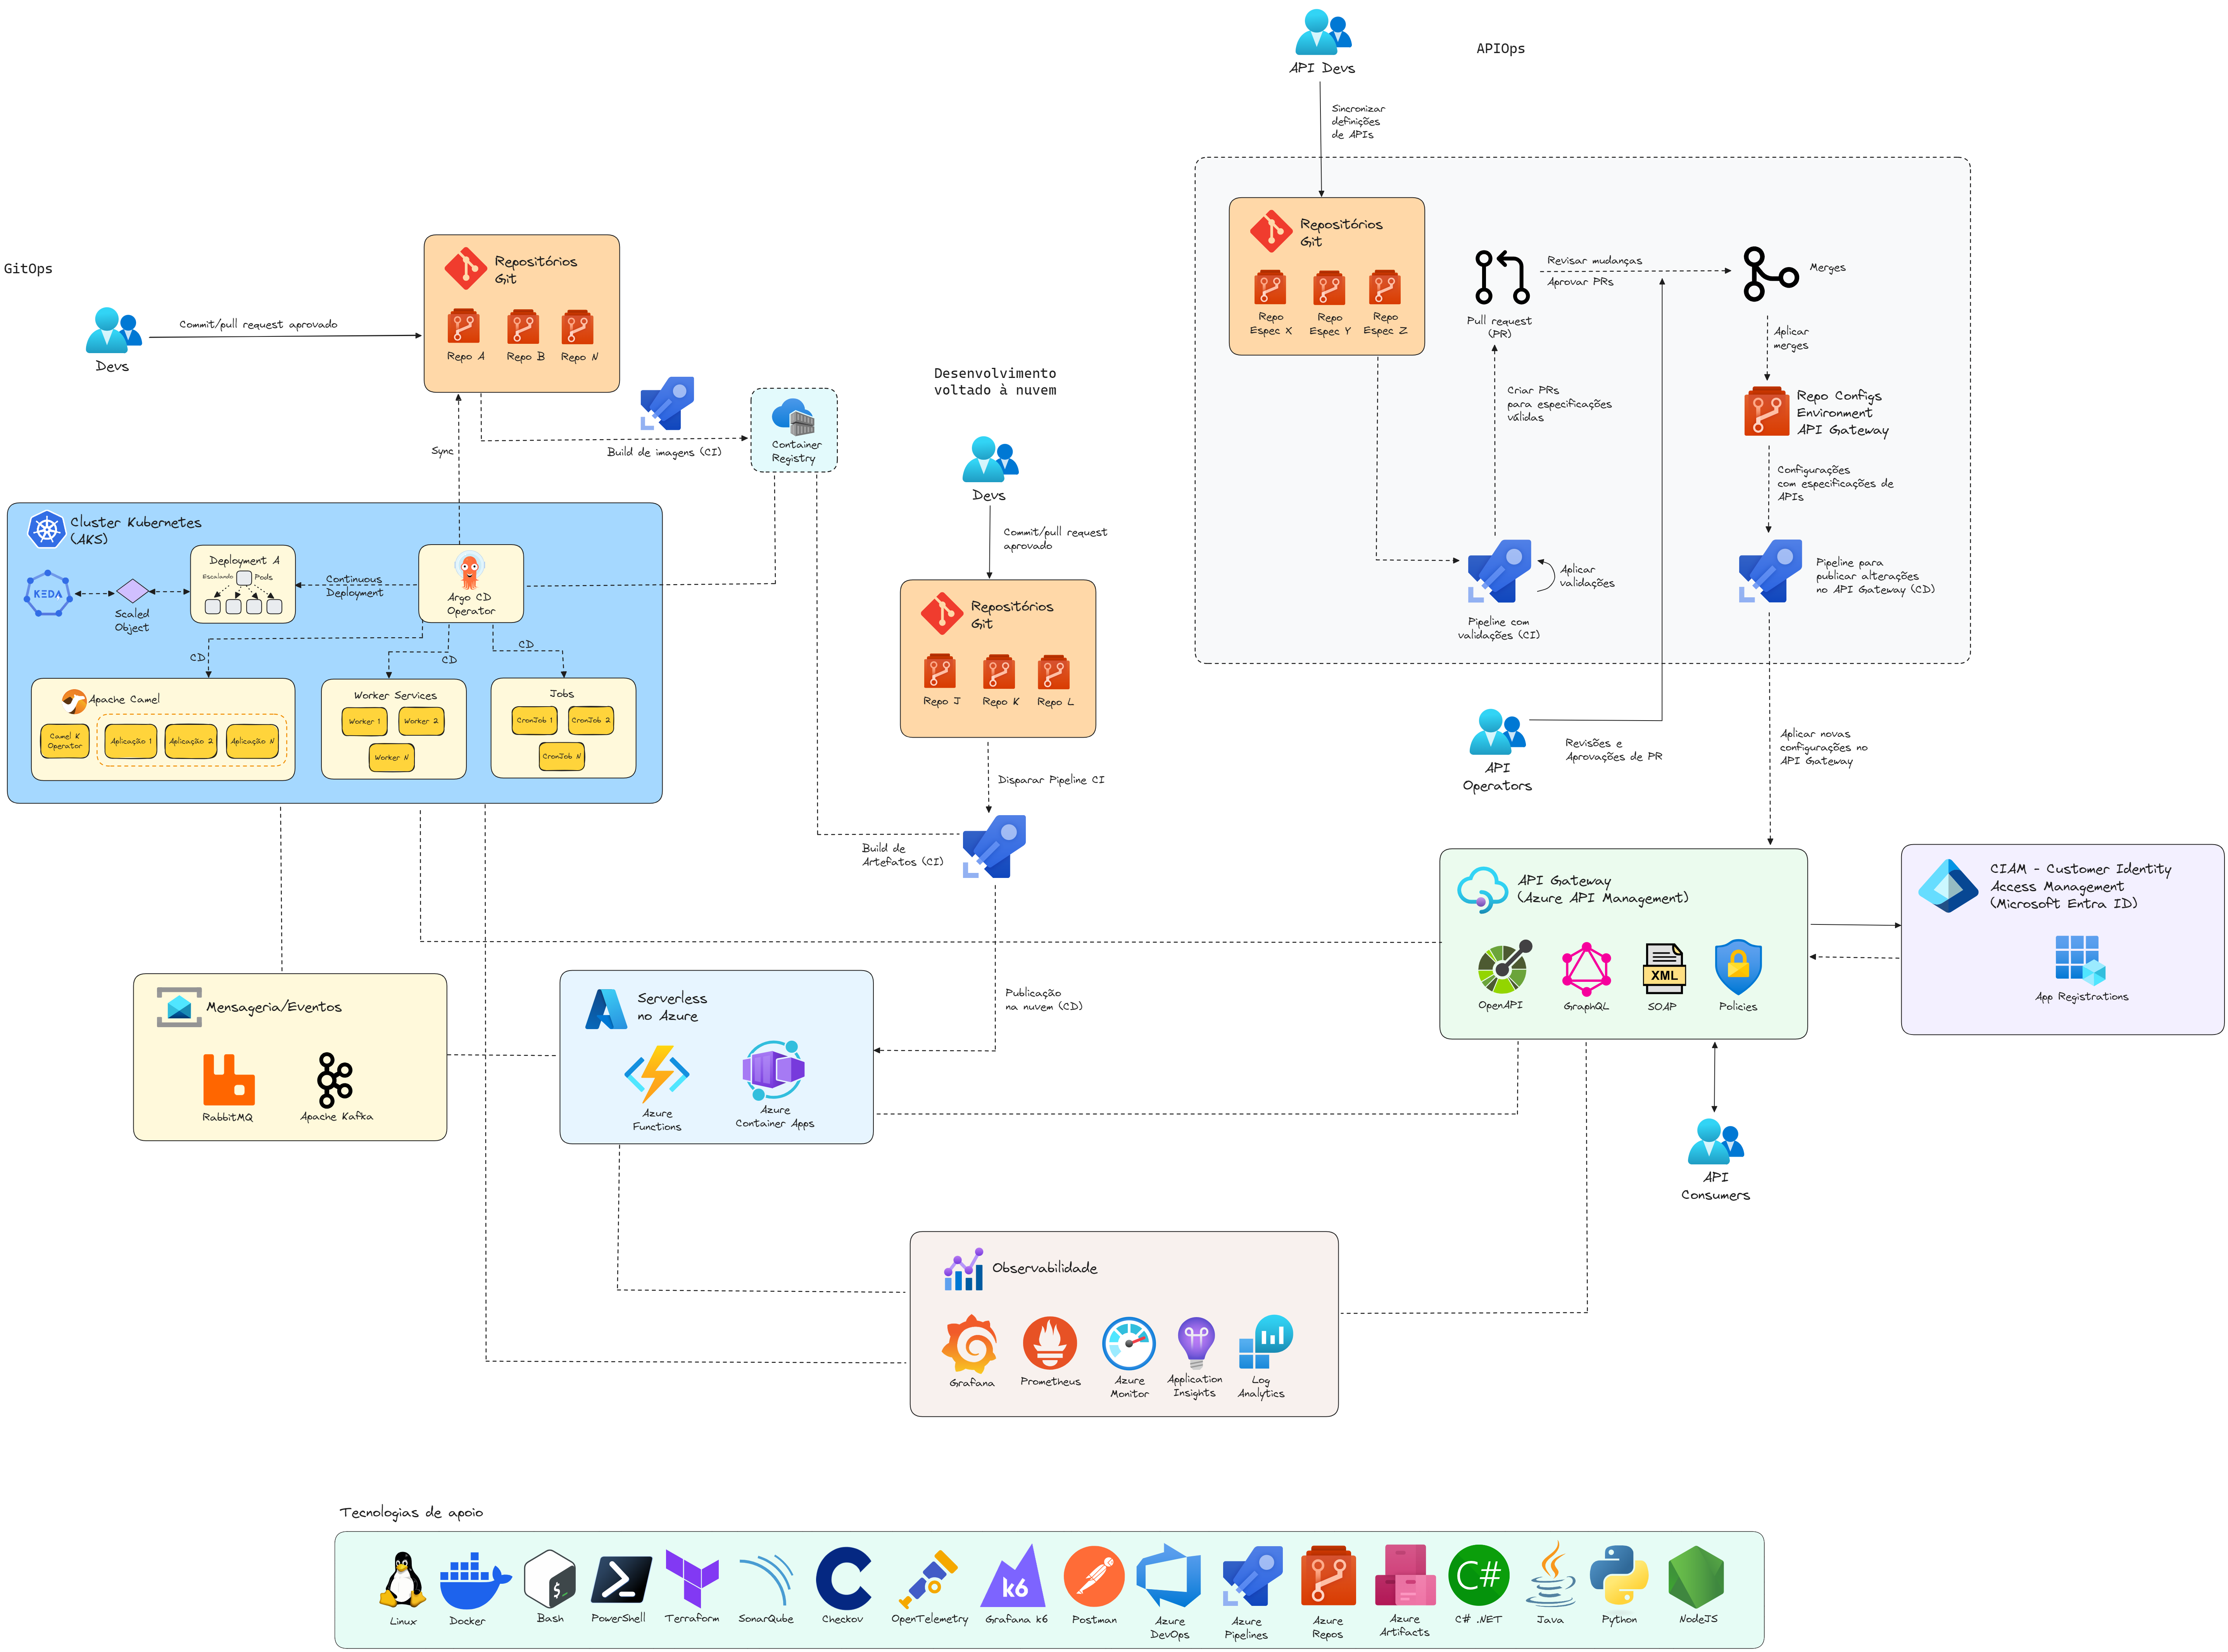 API Devs
APIOps
Sincronizar
definições
de APIs
Repositórios
Git
Repo
Espec X
Repo
Espec Y
Repo
Espec Z
Pull request
(PR)
Revisar mudanças
Aprovar PRs
Merges
Aplicar
merges
Criar PRs
para especificações
válidas
Repo Configs
Environment
API Gateway
Configurações
com especificações de
APIs
Aplicar
validações
Pipeline com
validações (CI)
Pipeline para
publicar alterações
no API Gateway (CD)
API
Operators
Revisões e
Aprovações de PR
Aplicar novas
configurações no
API Gateway
GitOps
Devs
Commit/pull request aprovado
Repositórios
Git
Repo A
Repo B
Repo N
Sync
Build de imagens (CI)
Container
Registry
Desenvolvimento
voltado à nuvem
Devs
Commit/pull request
aprovado
Repositórios
Git
Repo J
Repo K
Repo L
Disparar Pipeline CI
Build de
Artefatos (CI)
Publicação
na nuvem (CD)
Cluster Kubernetes
(AKS)
KEDA
Scaled
Object
Deployment A
Escalando
Pods
Continuous
Deployment
Argo CD
Operator
CD
CD
CD
Apache Camel
Camel K
Operator
Aplicação 1
Aplicação 2
Aplicação N
Worker Services
Worker 1
Worker 2
Worker N
Jobs
CronJob 1
CronJob 2
CronJob N
API Gateway
(Azure API Management)
OpenAPI
GraphQL
XML
SOAP
Policies
CIAM - Customer Identity
Access Management
(Microsoft Entra ID)
App Registrations
API
Consumers
Mensageria/Eventos
RabbitMQ
Apache Kafka
Serverless
no Azure
Azure
Functions
Azure
Container Apps
Observabilidade
Grafana
Prometheus
Azure
Monitor
Application
Insights
Log
Analytics
Tecnologias de apoio
Linux
Docker
$_
Bash
PowerShell
Terraform
SonarQube
Checkov
OpenTelemetry
k6
Grafana k6
Postman
Azure
DevOps
Azure
Pipelines
Azure
Repos
Azure
Artifacts
C#
C# .NET
Java
Python
NodeJS